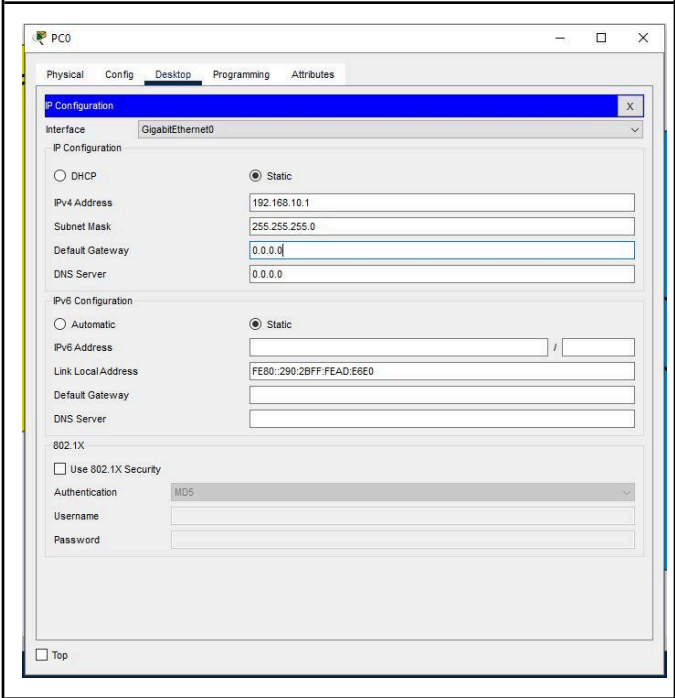 PC0
Physical Config Desktop Programming Attributes
IP Configuration X
Interface GigabitEthernet0
IP Configuration
DHCP Static
IPv4 Address 192.168.10.1
Subnet Mask 255.255.255.0
Default Gateway 0.0.0.0
DNS Server 0.0.0.0
IPv6 Configuration
Automatic Static
IPv6 Address /
Link Local Address FE80::290:2BFF:FEAD:E6E0
Default Gateway
DNS Server
802.1X
Use 802.1X Security
Authentication MD5
Username
Password
Top